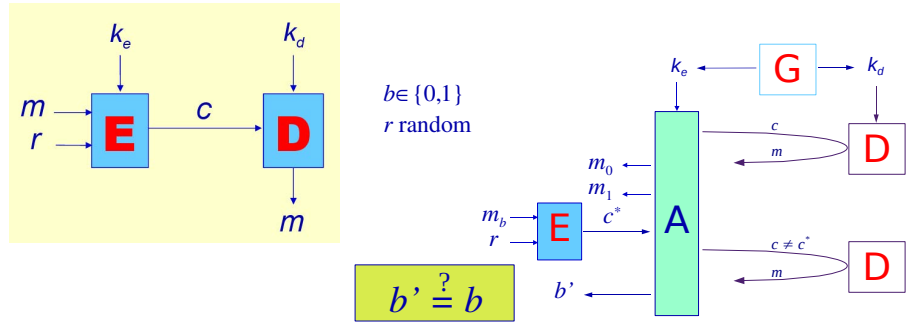 k_e
k_d
m
r
E
c
D
m
b ∈ {0,1}
r random
k_e
G
k_d
c
m
D
m_0
m_1
A
m_b
r
E
c*
c ≠ c*
m
D
b' ≟ b
b'